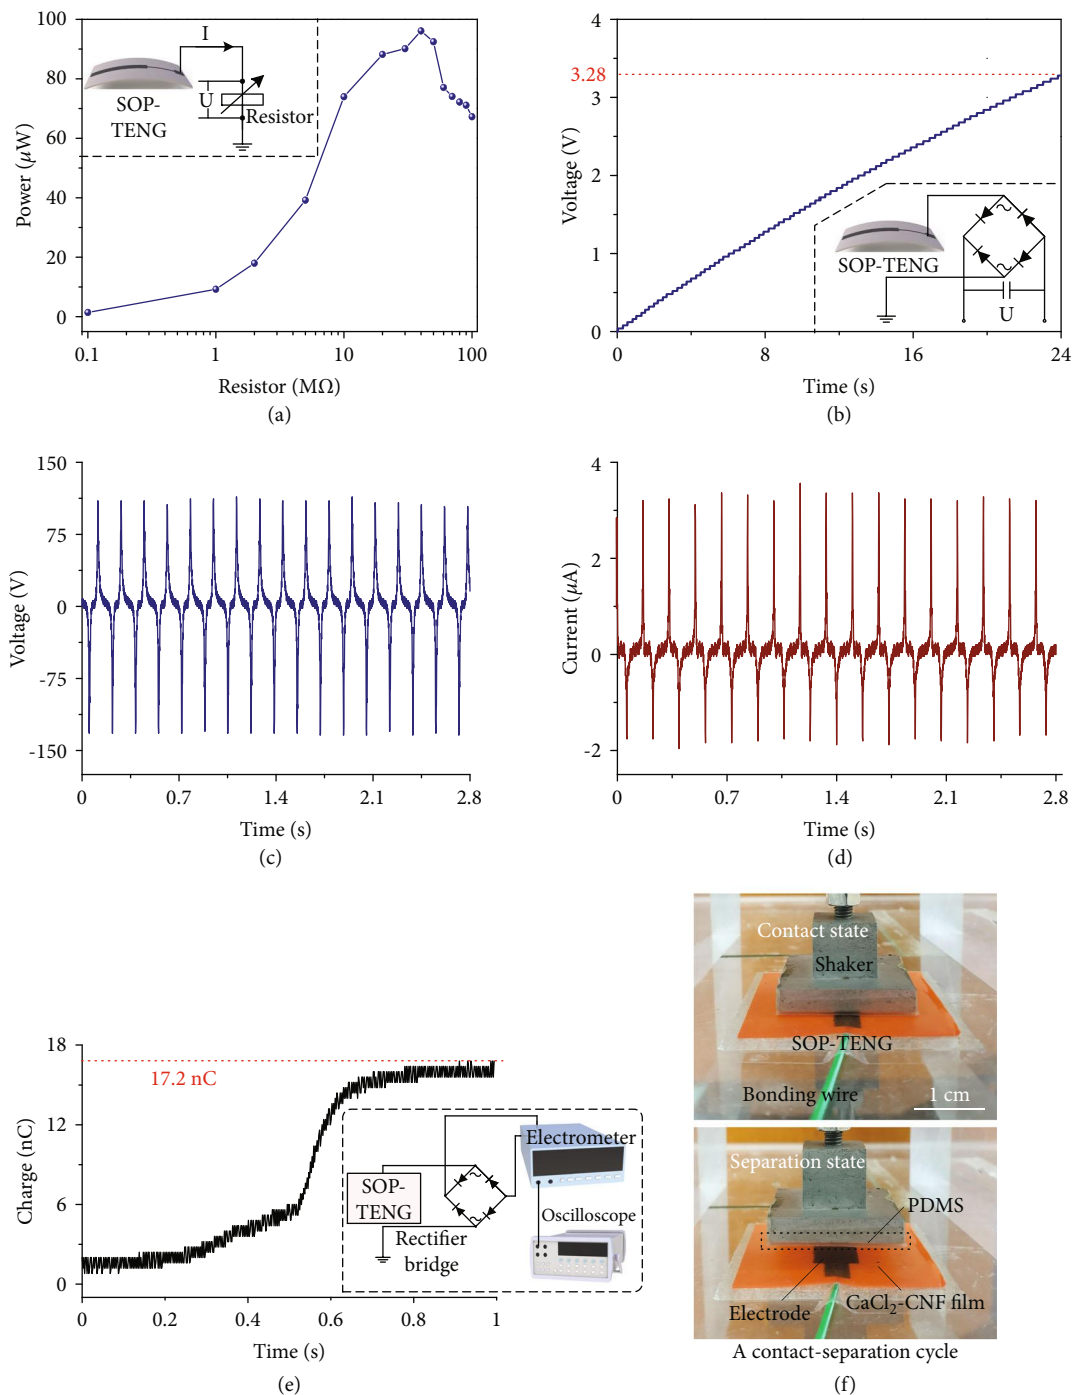 100
80
60
40
20
0
Power (μW)
I
U
Resistor
SOP-
TENG
0.1
1
10
100
Resistor (MΩ)
(a)
4
3.28
3
2
1
0
Voltage (V)
SOP-TENG
U
0
8
16
24
Time (s)
(b)
150
75
0
-75
-150
Voltage (V)
0
0.7
1.4
2.1
2.8
Time (s)
(c)
4
2
0
-2
Current (μA)
0
0.7
1.4
2.1
2.8
Time (s)
(d)
18
12
6
0
Charge (nC)
17.2 nC
SOP-
TENG
Rectifier
bridge
Electrometer
Oscilloscope
0
0.2
0.4
0.6
0.8
1
Time (s)
(e)
Contact state
Shaker
SOP-TENG
Bonding wire
1 cm
Separation state
PDMS
Electrode
CaCl₂-CNF film
A contact-separation cycle
(f)